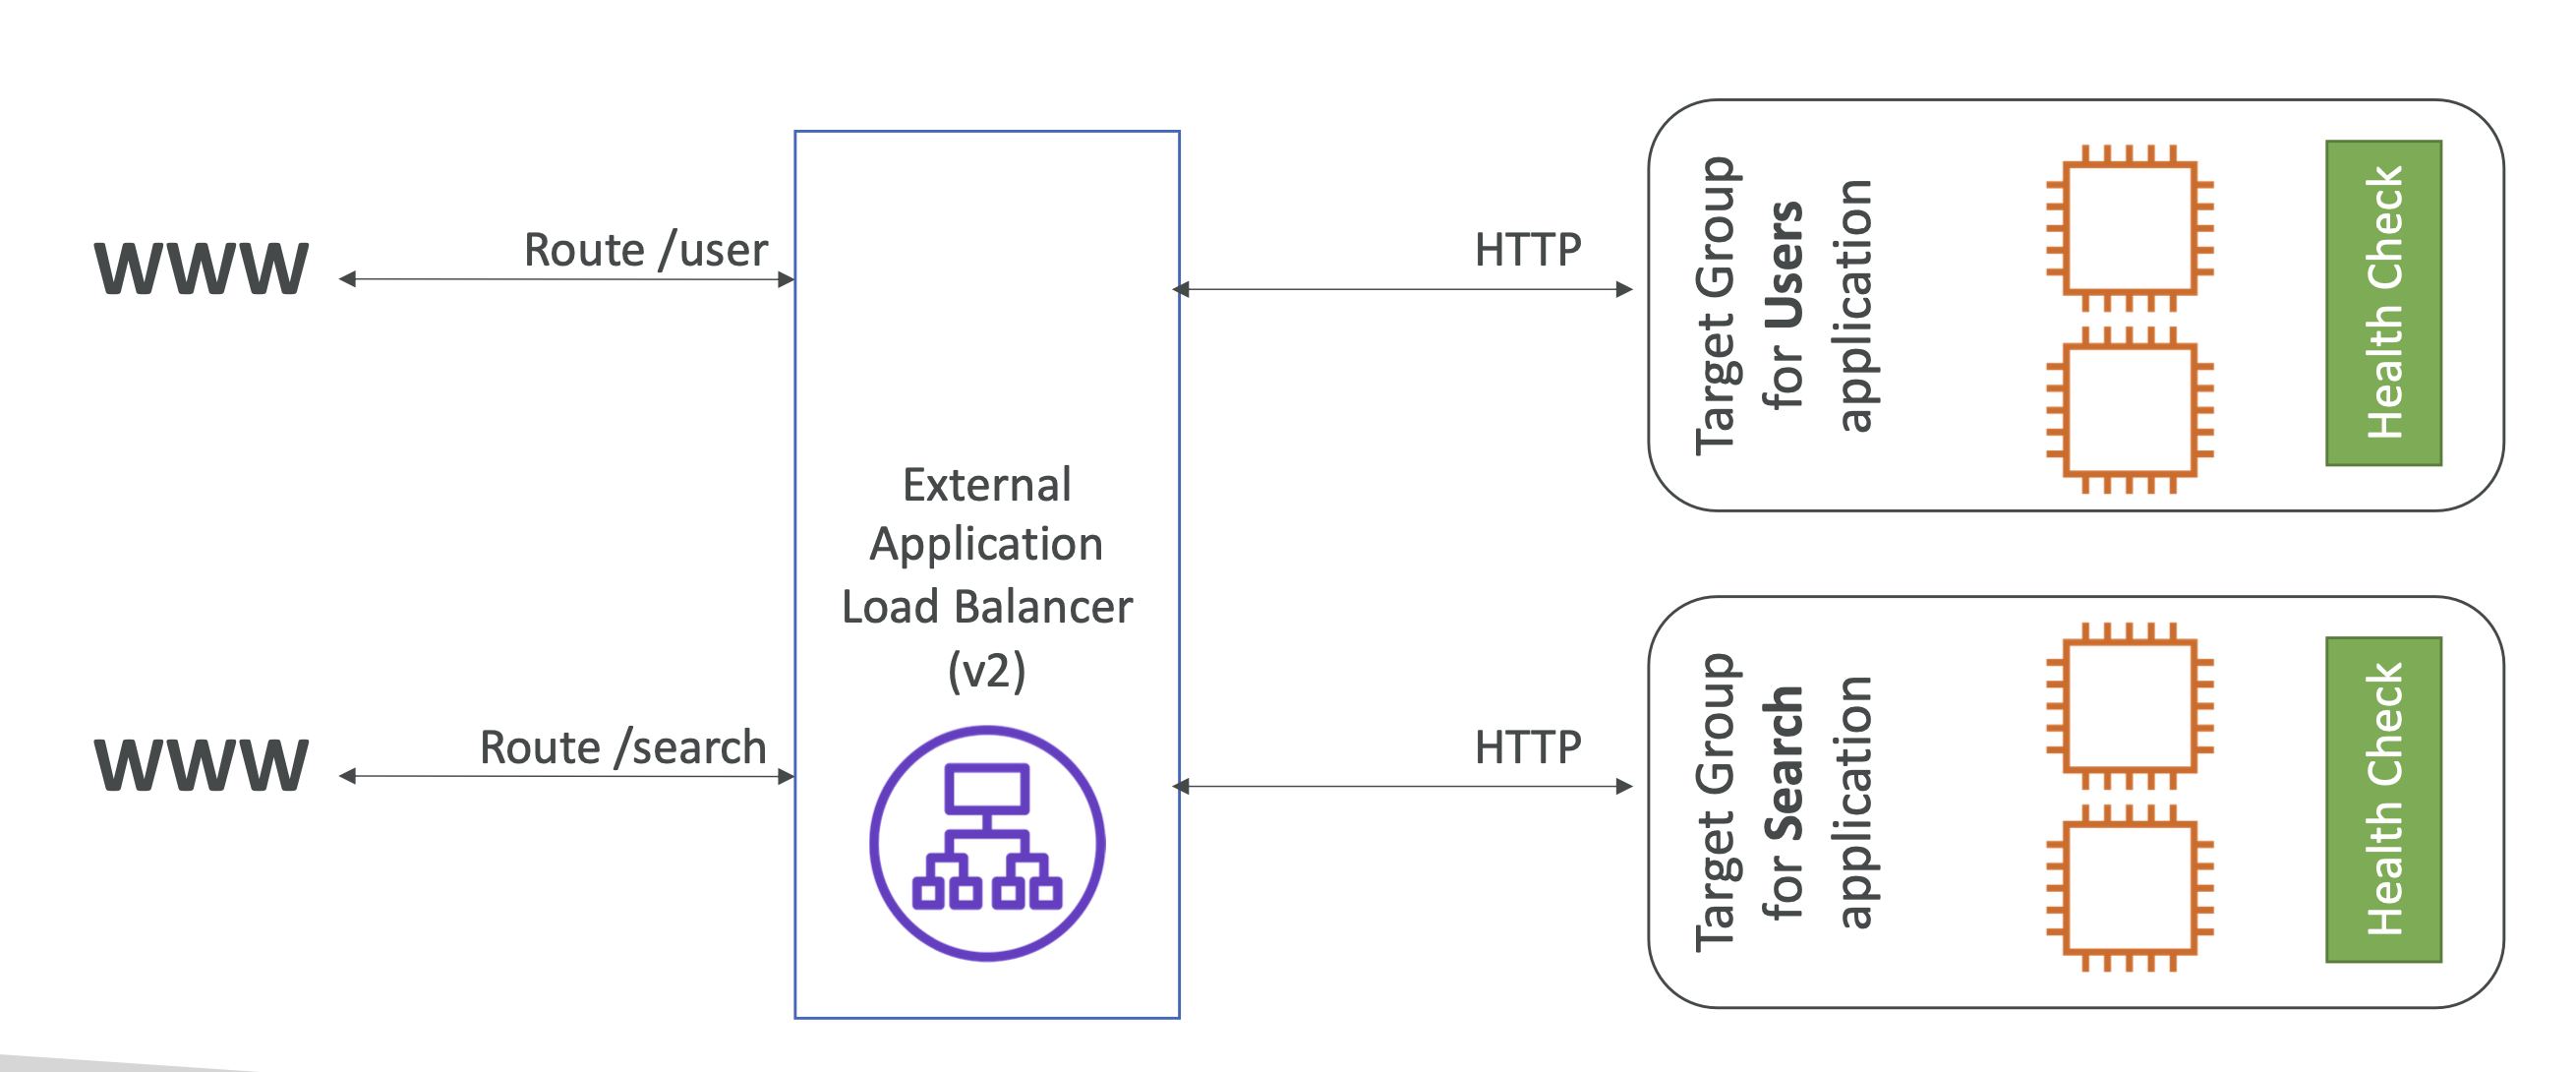 WWW
Route /user
HTTP
Target Group
for Users
application
Health Check
External
Application
Load Balancer
(v2)
WWW
Route /search
HTTP
Target Group
for Search
application
Health Check